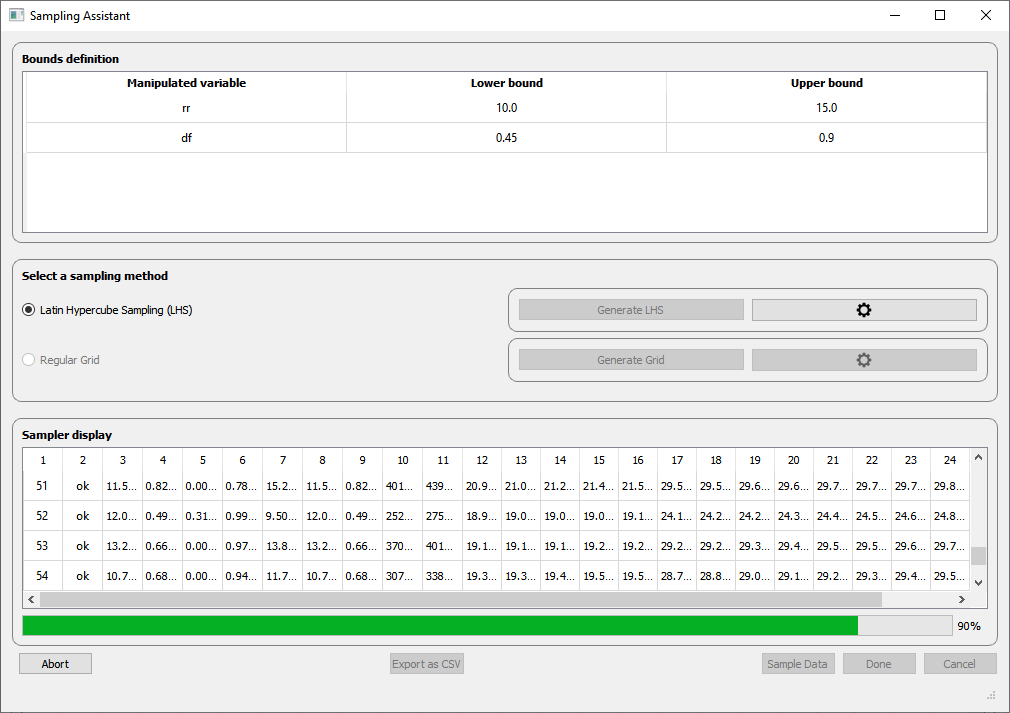 Sampling Assistant
Bounds definition
Manipulated variable Lower bound Upper bound
rr 10.0 15.0
df 0.45 0.9
Select a sampling method
Latin Hypercube Sampling (LHS) Generate LHS
Regular Grid Generate Grid
Sampler display
1 2 3 4 5 6 7 8 9 10 11 12 13 14 15 16 17 18 19 20 21 22 23 24
51 ok 11.5... 0.82... 0.00... 0.78... 15.2... 11.5... 0.82... 401... 439... 20.9... 21.0... 21.2... 21.4... 21.5... 29.5... 29.5... 29.6... 29.6... 29.7... 29.7... 29.7... 29.8...
52 ok 12.0... 0.49... 0.31... 0.99... 9.50... 12.0... 0.49... 252... 275... 18.9... 19.0... 19.0... 19.0... 19.1... 24.1... 24.2... 24.2... 24.3... 24.4... 24.5... 24.6... 24.8...
53 ok 13.2... 0.66... 0.00... 0.97... 13.8... 13.2... 0.66... 370... 401... 19.1... 19.1... 19.1... 19.2... 19.2... 29.2... 29.2... 29.3... 29.4... 29.5... 29.5... 29.6... 29.7...
54 ok 10.7... 0.68... 0.00... 0.94... 11.7... 10.7... 0.68... 307... 338... 19.3... 19.3... 19.4... 19.5... 19.5... 28.7... 28.8... 29.0... 29.1... 29.2... 29.3... 29.4... 29.5...
90%
Abort Export as CSV Sample Data Done Cancel